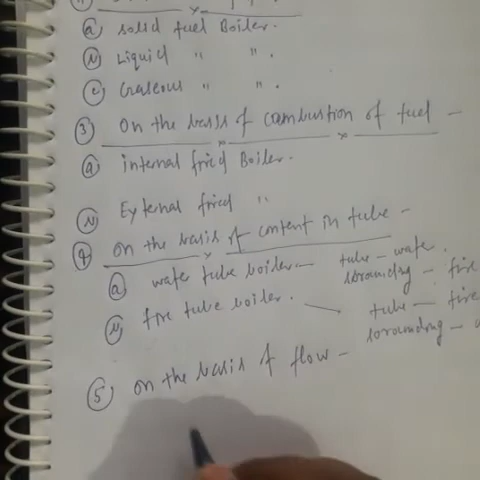 (a) solid fuel Boiler.
(b) Liquid " " .
(c) Gaseous " " .
(3) On the basis of combustion of fuel —
(a) internal fired Boiler.
(b) External fired "
(4) on the basis of content in tube —
(a) water tube boiler — tube - water.
sorounding - fire
(b) fire tube boiler. — tube — fire
sorounding -
(5) on the basis of flow —